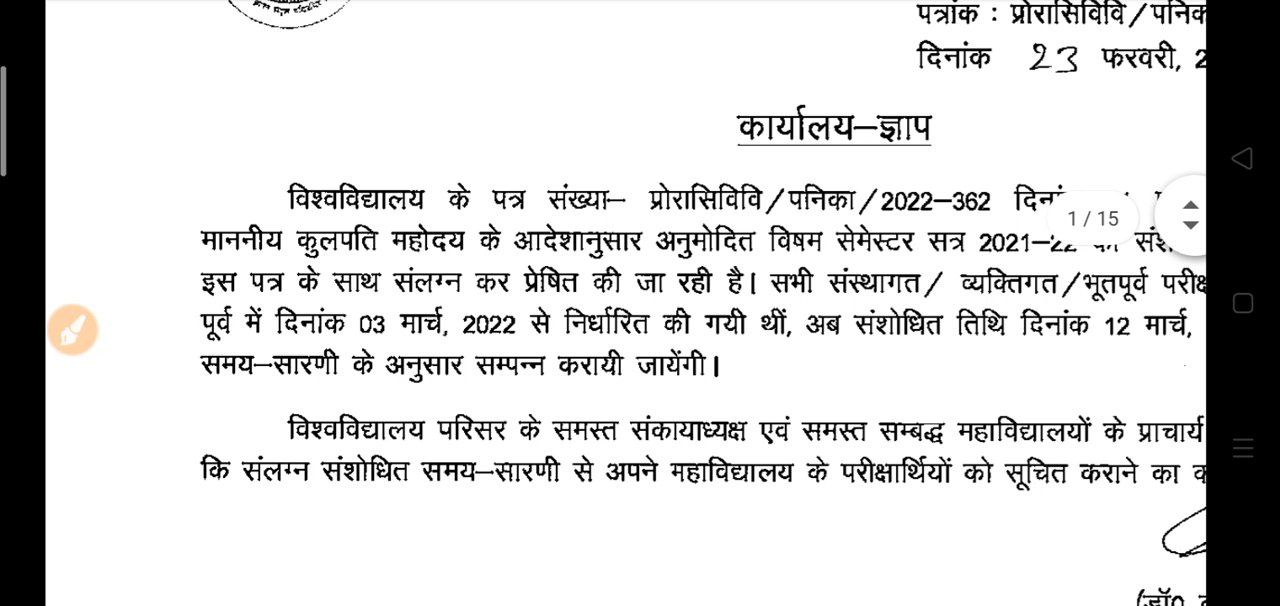 पत्रांक : प्रोरासिविवि/पनिका
दिनांक 23 फरवरी, 2
कार्यालय–ज्ञाप
विश्वविद्यालय के पत्र संख्या– प्रोरासिविवि/पनिका/2022–362
1 / 15
माननीय कुलपति महोदय के आदेशानुसार अनुमोदित विषम सेमेस्टर सत्र 2021–22
इस पत्र के साथ संलग्न कर प्रेषित की जा रही है। सभी संस्थागत/ व्यक्तिगत/भूतपूर्व
पूर्व में दिनांक 03 मार्च, 2022 से निर्धारित की गयी थीं, अब संशोधित तिथि दिनांक 12 मार्च,
समय–सारणी के अनुसार सम्पन्न करायी जायेंगी।
विश्वविद्यालय परिसर के समस्त संकायाध्यक्ष एवं समस्त सम्बद्ध महाविद्यालयों के प्राचार्य
कि संलग्न संशोधित समय–सारणी से अपने महाविद्यालय के परीक्षार्थियों को सूचित कराने का
(डॉ0